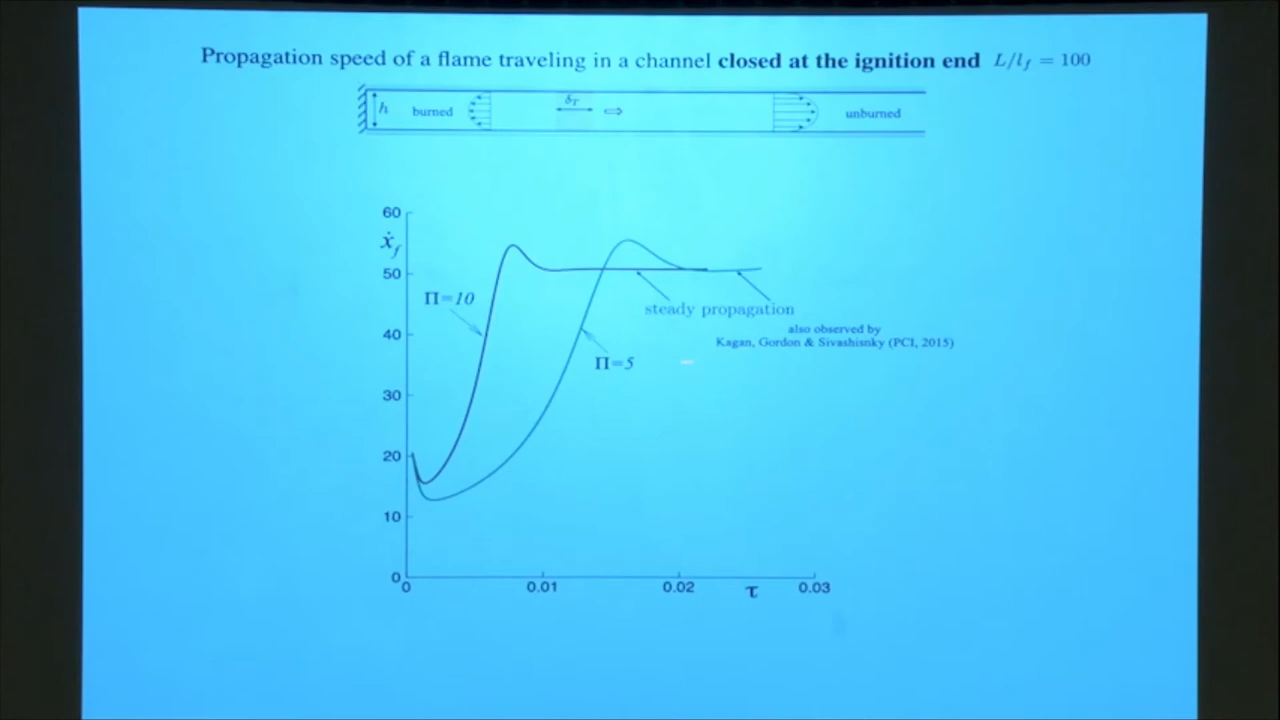 Propagation speed of a flame traveling in a channel closed at the ignition end L/l_f = 100
h burned δ_T ⇨ unburned
60
ẋ_f
50
Π=10
steady propagation
also observed by
40
Kagan, Gordon & Sivashisnky (PCI, 2015)
Π=5
30
20
10
0
0 0.01 0.02 τ 0.03